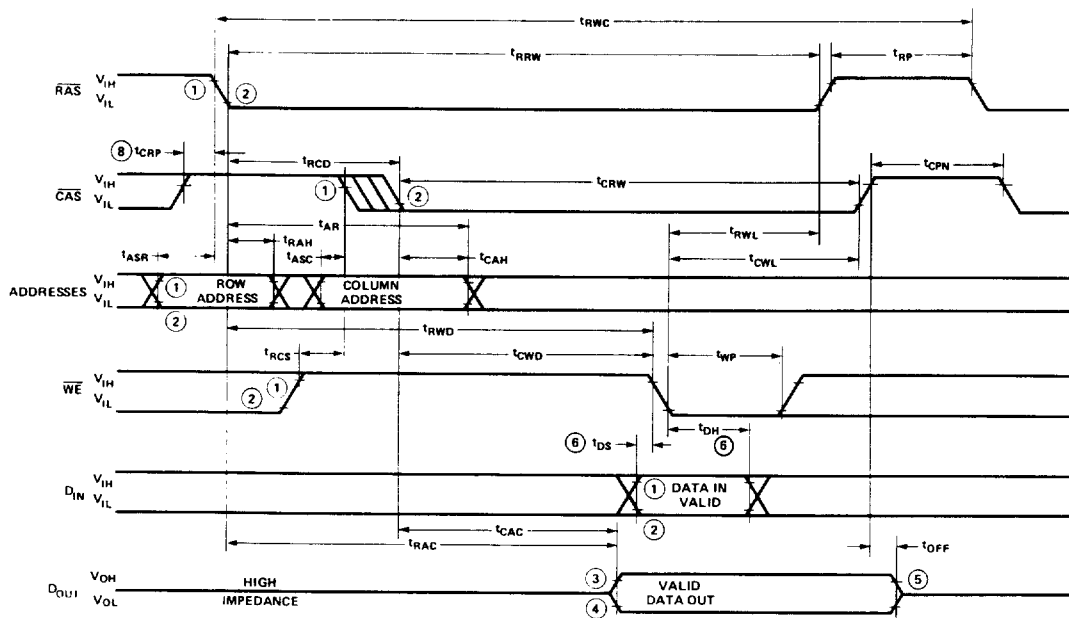 tRWC
tRRW
tRP
RAS VIH
VIL
① ②
⑧ tCRP
tRCD
tCPN
CAS VIH
VIL
① ②
tCRW
tAR
tRWL
tRAH
tASR
tASC
tCAH
tCWL
ADDRESSES VIH
VIL
① ROW ADDRESS
②
COLUMN ADDRESS
tRWD
tRCS
tCWD
tWP
WE VIH
VIL
② ①
⑥ tDS
tDH
⑥
DIN VIH
VIL
① DATA IN
VALID
②
tCAC
tRAC
tOFF
DOUT VOH
VOL
HIGH
IMPEDANCE
③ VALID
④ DATA OUT
⑤